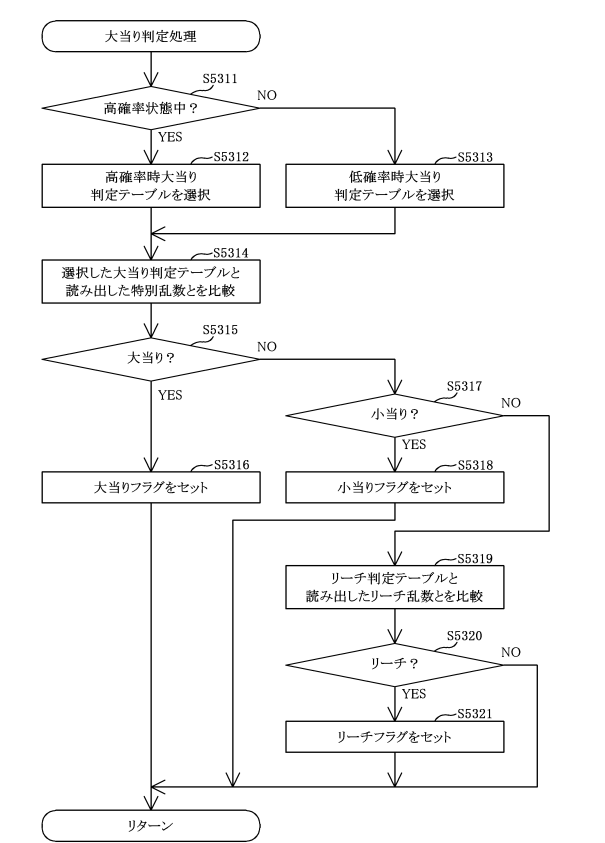 大当り判定処理
S5311
高確率状態中？
NO
YES
S5312
高確率時大当り
判定テーブルを選択
S5313
低確率時大当り
判定テーブルを選択
S5314
選択した大当り判定テーブルと
読み出した特別乱数とを比較
S5315
大当り？
NO
YES
S5317
小当り？
NO
YES
S5316
大当りフラグをセット
S5318
小当りフラグをセット
S5319
リーチ判定テーブルと
読み出したリーチ乱数とを比較
S5320
リーチ？
NO
YES
S5321
リーチフラグをセット
リターン